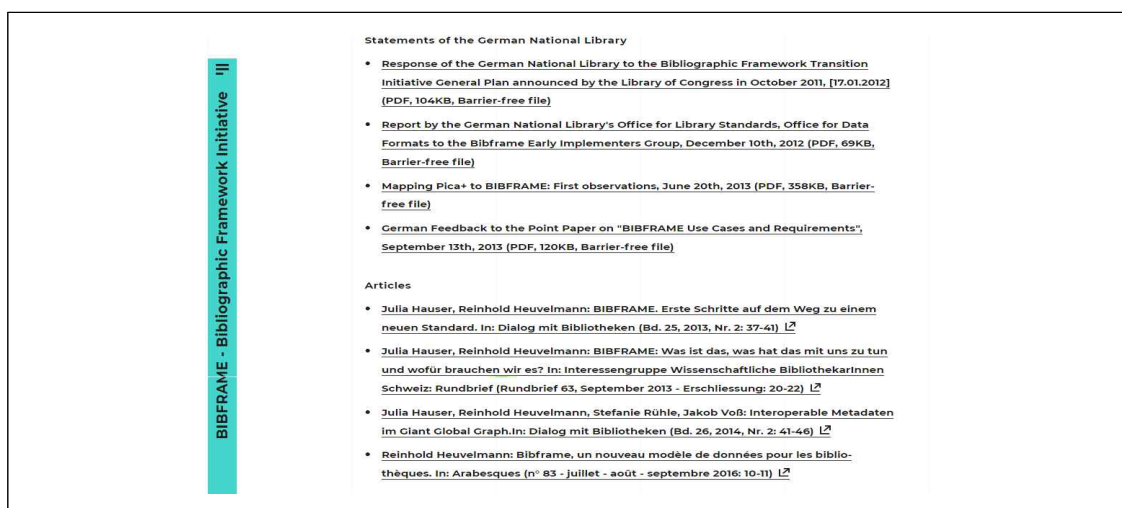 BIBFRAME - Bibliographic Framework Initiative
Statements of the German National Library
• Response of the German National Library to the Bibliographic Framework Transition
Initiative General Plan announced by the Library of Congress in October 2011, [17.01.2012]
(PDF, 104KB, Barrier-free file)
• Report by the German National Library's Office for Library Standards, Office for Data
Formats to the Bibframe Early Implementers Group, December 10th, 2012 (PDF, 69KB,
Barrier-free file)
• Mapping Pica+ to BIBFRAME: First observations, June 20th, 2013 (PDF, 358KB, Barrier-
free file)
• German Feedback to the Point Paper on "BIBFRAME Use Cases and Requirements",
September 13th, 2013 (PDF, 120KB, Barrier-free file)
Articles
• Julia Hauser, Reinhold Heuvelmann: BIBFRAME. Erste Schritte auf dem Weg zu einem
neuen Standard. In: Dialog mit Bibliotheken (Bd. 25, 2013, Nr. 2: 37-41)
• Julia Hauser, Reinhold Heuvelmann: BIBFRAME: Was ist das, was hat das mit uns zu tun
und wofür brauchen wir es? In: Interessengruppe Wissenschaftliche BibliothekarInnen
Schweiz: Rundbrief (Rundbrief 63, September 2013 - Erschliessung: 20-22)
• Julia Hauser, Reinhold Heuvelmann, Stefanie Rühle, Jakob Voß: Interoperable Metadaten
im Giant Global Graph.In: Dialog mit Bibliotheken (Bd. 26, 2014, Nr. 2: 41-46)
• Reinhold Heuvelmann: Bibframe, un nouveau modèle de données pour les biblio-
thèques. In: Arabesques (n° 83 - juillet - août - septembre 2016: 10-11)